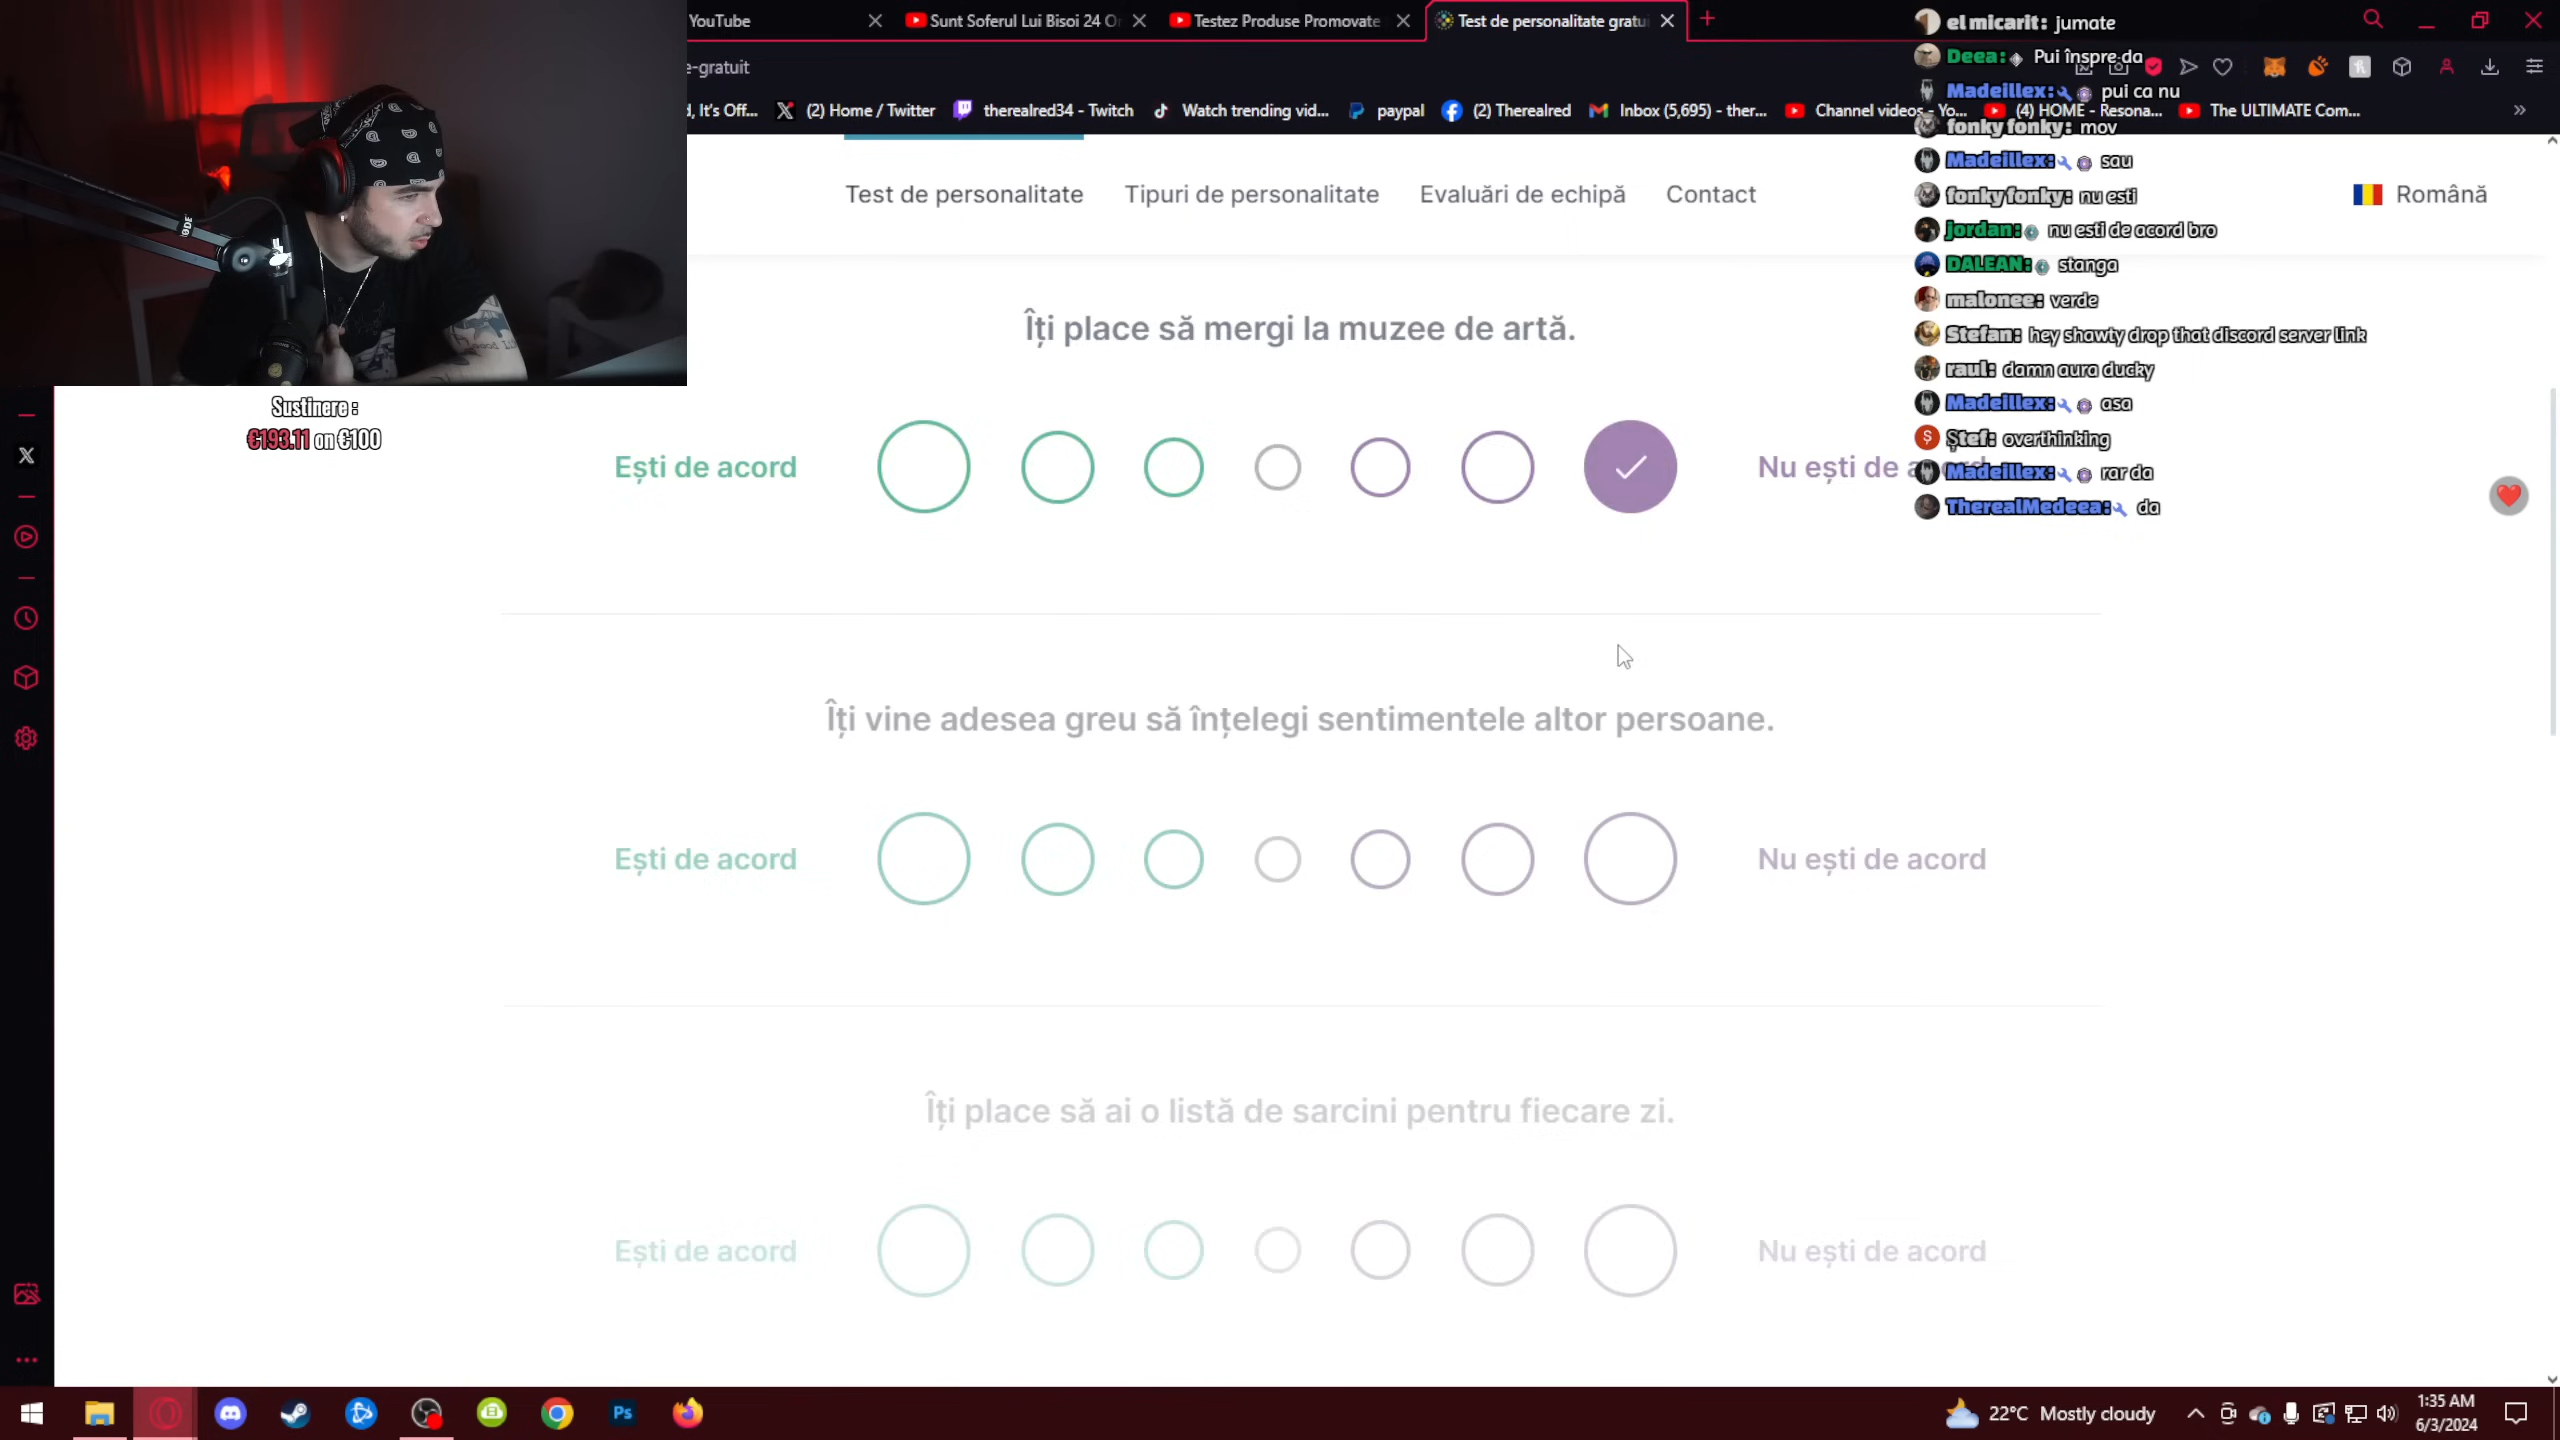 YouTube
Sunt Soferul Lui Bisoi 24 O
Testez Produse Promovate
Test de personalitate gratu
e-gratuit
d, It's Off...
(2) Home / Twitter
therealred34 - Twitch
Watch trending vid...
paypal
(2) Therealred
Inbox (5,695) - ther...
Channel videos - Yo...
(4) HOME - Resona...
The ULTIMATE Com...
Test de personalitate
Tipuri de personalitate
Evaluări de echipă
Contact
Română
el micarit: jumate
Deea: Pui înspre da
Madeillex: pui ca nu
fonky fonky: mov
Madeillex: sau
fonky fonky: nu esti
jordan: nu esti de acord bro
DALEAN: stanga
malonee: verde
Stefan: hey shawty drop that discord server link
raul: damn aura ducky
Madeillex: asa
Ștef: overthinking
Madeillex: rar da
TherealMedeea: da
Sustinere :
€193.11 on €100
Îți place să mergi la muzee de artă.
Ești de acord
Nu ești de acord
Îți vine adesea greu să înțelegi sentimentele altor persoane.
Ești de acord
Nu ești de acord
Îți place să ai o listă de sarcini pentru fiecare zi.
Ești de acord
Nu ești de acord
Ps
22°C Mostly cloudy
1:35 AM
6/3/2024